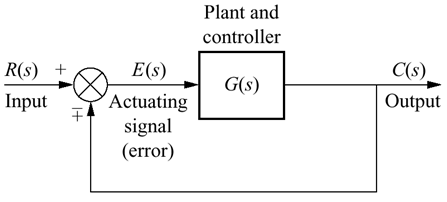 Plant and
controller
R(s) +
E(s)
G(s)
C(s)
Input
∓
Actuating
signal
(error)
Output